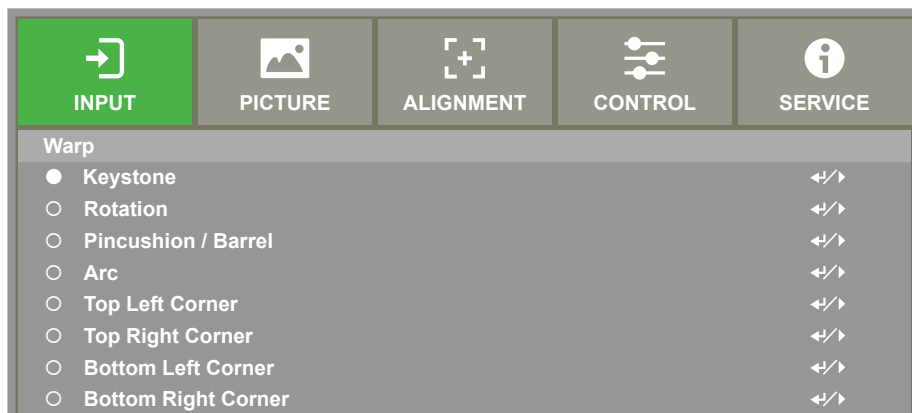 INPUT PICTURE ALIGNMENT CONTROL SERVICE
Warp
Keystone
Rotation
Pincushion / Barrel
Arc
Top Left Corner
Top Right Corner
Bottom Left Corner
Bottom Right Corner